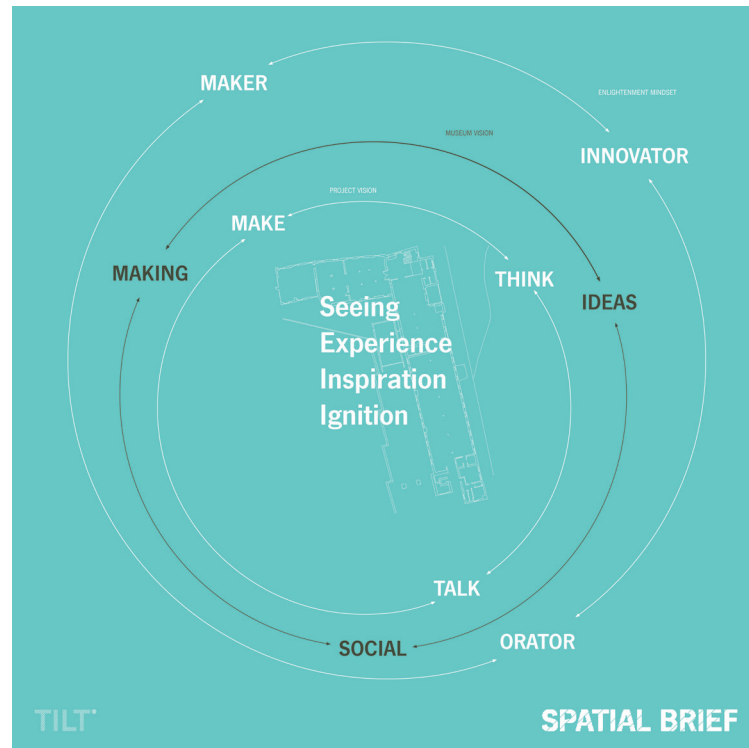 MAKER
ENLIGHTENMENT MINDSET
MUSEUM VISION
INNOVATOR
PROJECT VISION
MAKE
MAKING
THINK
IDEAS
Seeing
Experience
Inspiration
Ignition
TALK
SOCIAL
ORATOR
TILT
SPATIAL BRIEF